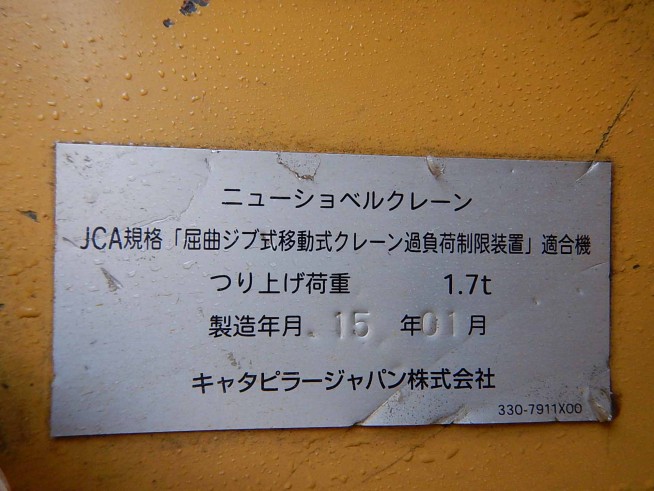 ニューショベルクレーン
JCA規格「屈曲ジブ式移動式クレーン過負荷制限装置」適合機
つり上げ荷重 1.7t
製造年月 15 年01月
キャタピラージャパン株式会社
330-7911X00